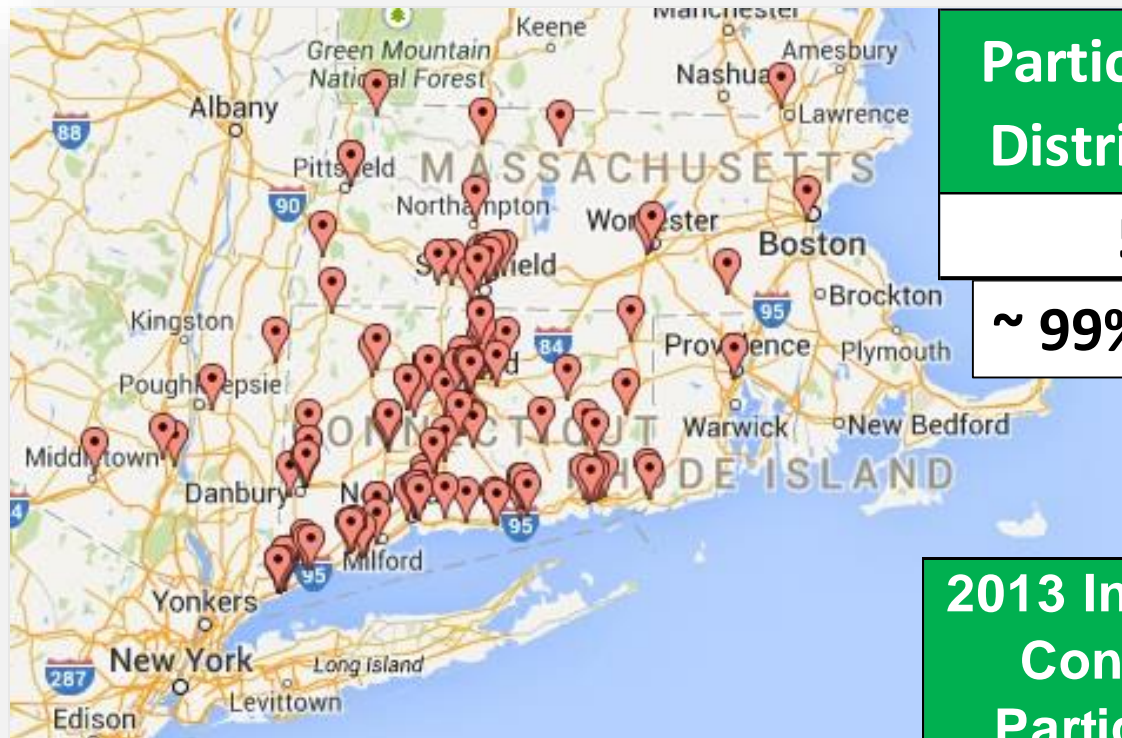 Manchester
Keene
Green Mountain
National Forest
Amesbury
Nashua
Albany
Lawrence
88
Pittsfield
MASSACHUSETTS
90
Northampton
Worcester
Boston
Springfield
Brockton
95
Kingston
84
Providence
Plymouth
Poughkeepsie
CONNECTICUT
Warwick
New Bedford
Middletown
RHODE ISLAND
Danbury
4
95
95
Milford
Yonkers
New York
Long Island
287
Levittown
Edison
Partic
Distri
~ 99%
2013 In
Con
Partic